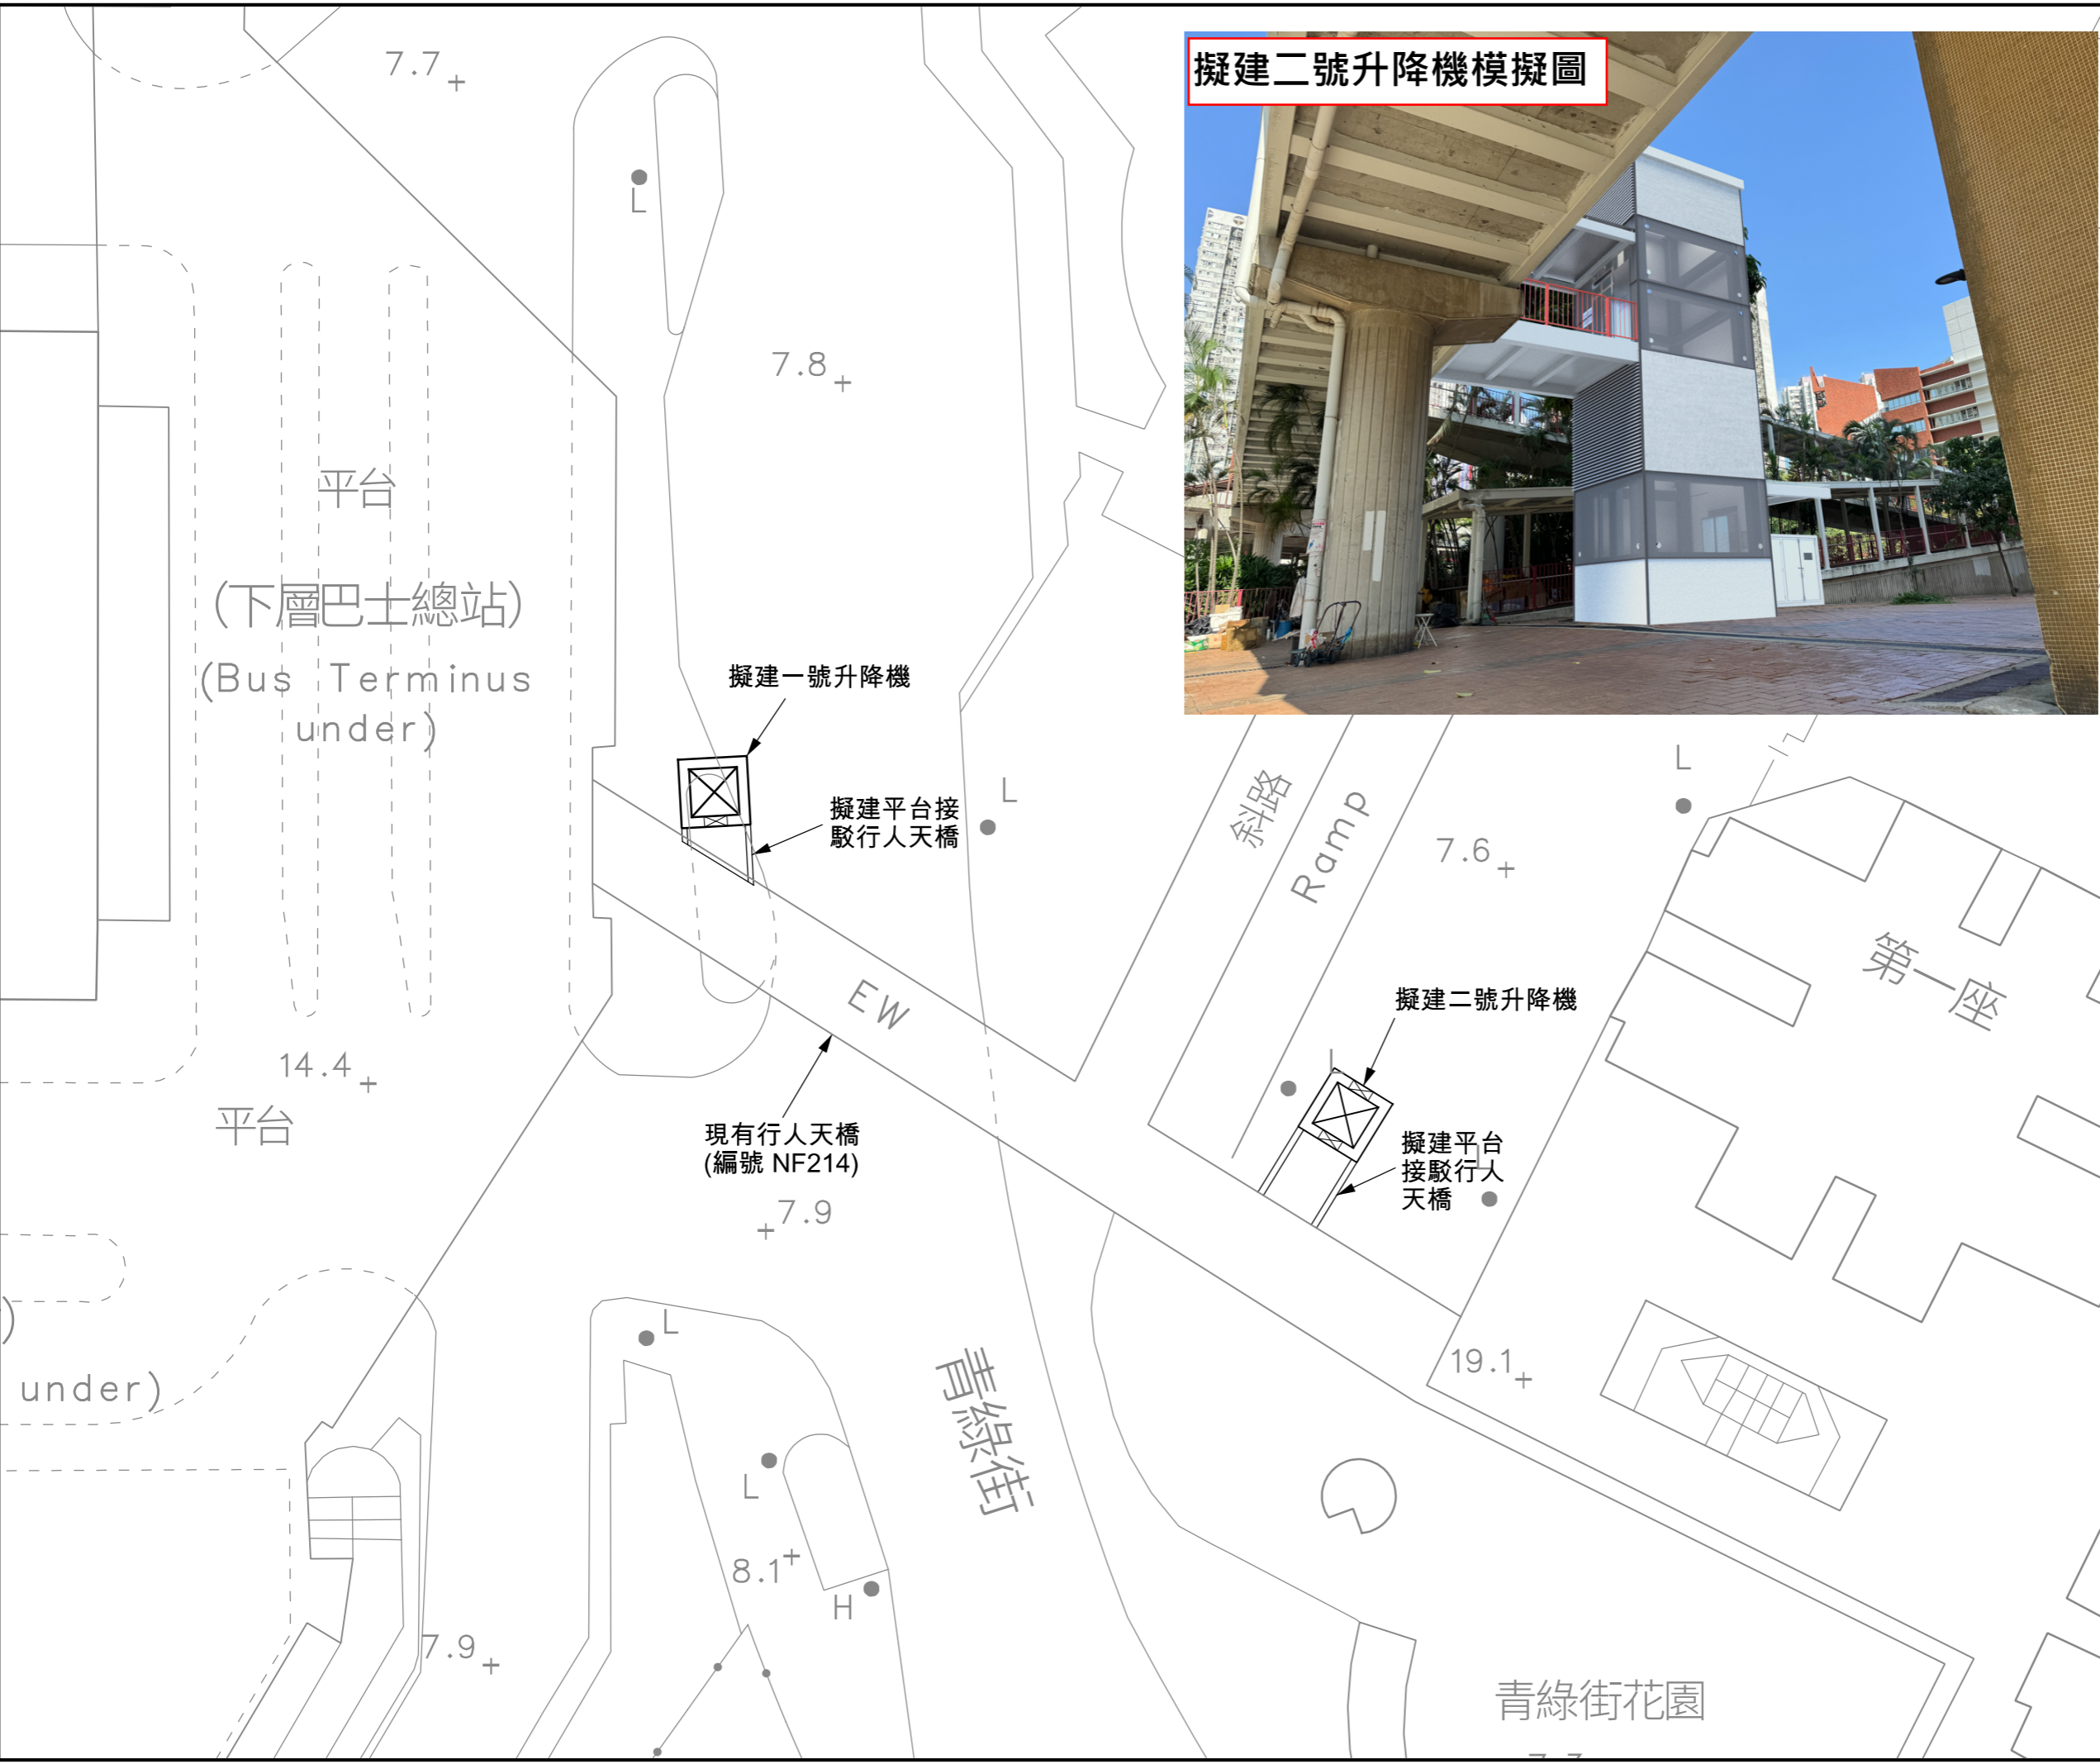 擬建二號升降機模擬圖
7.7
L
7.8
平台
(下層巴士總站)
(Bus Terminus
under)
擬建一號升降機
擬建平台接
駁行人天橋
L
斜路
Ramp
L
7.6
第一座
EW
擬建二號升降機
L
14.4
平台
現有行人天橋
(編號 NF214)
擬建平台
接駁行人
天橋
L
7.9
)
under)
L
青綠街
19.1
L
8.1
H
7.9
青綠街花園